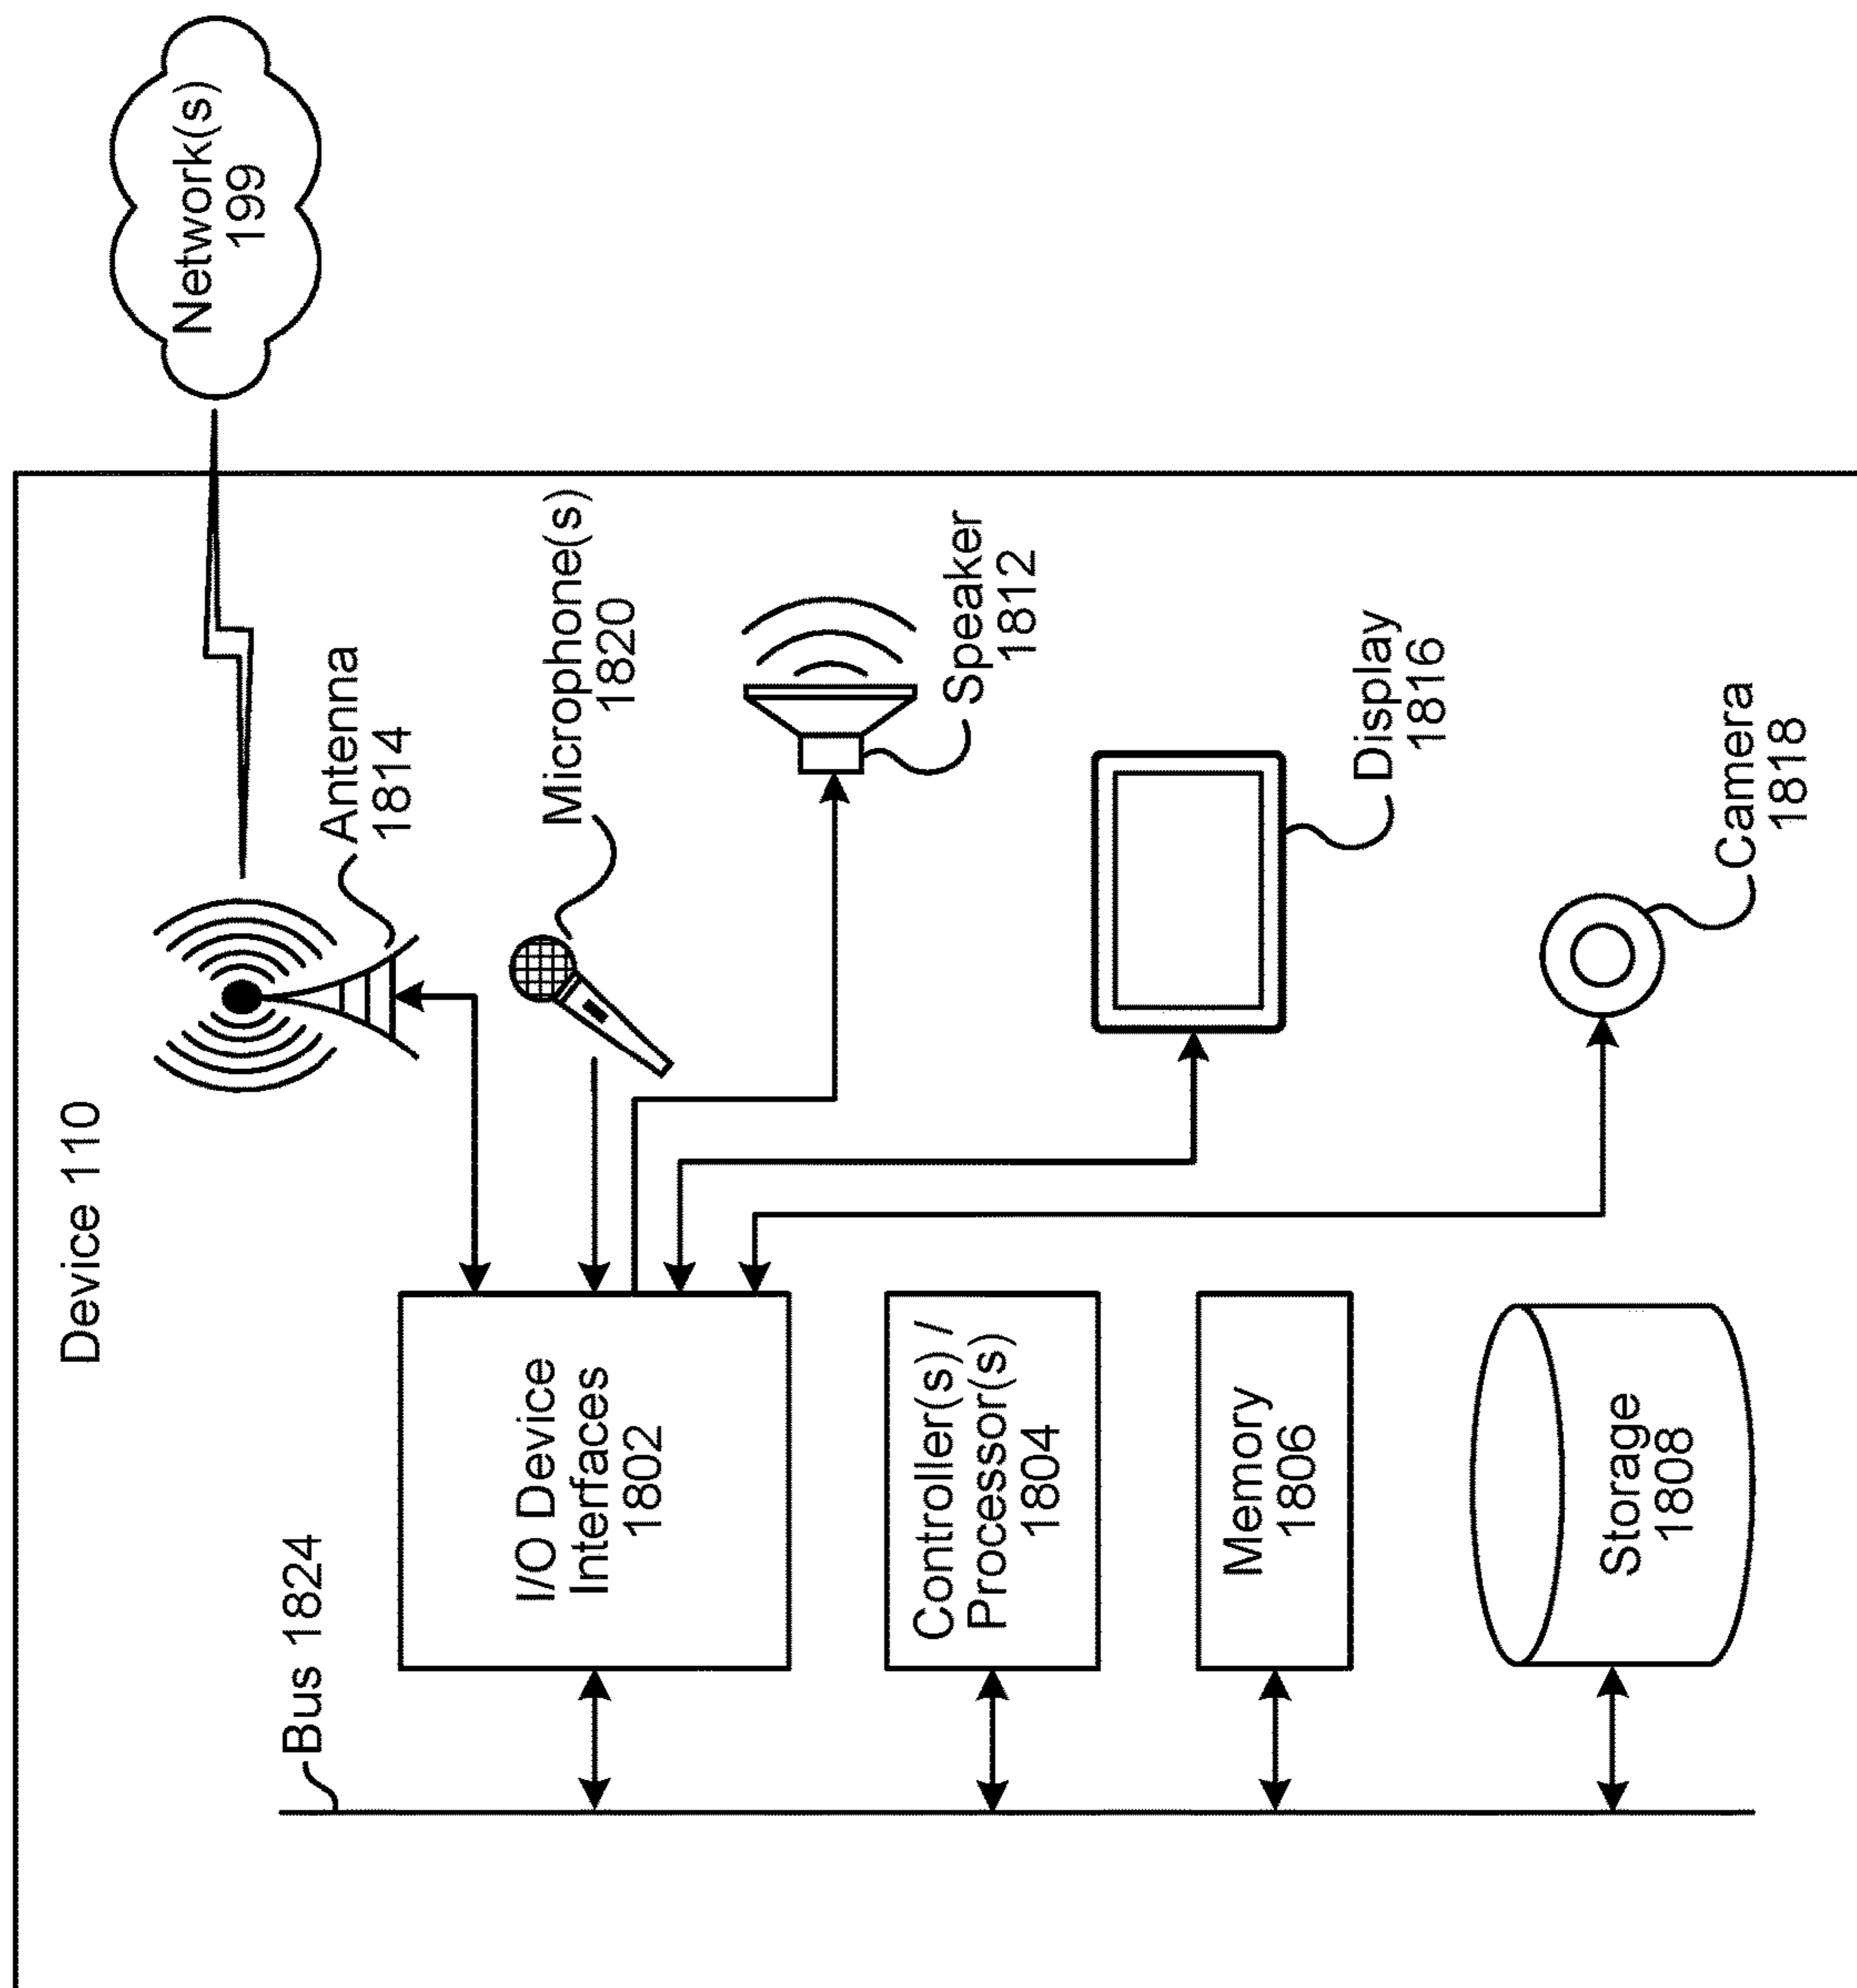 Device 110
Network(s)
199
Bus 1824
I/O Device
Interfaces
1802
Antenna
1814
Microphone(s)
1820
Controller(s) /
Processor(s)
1804
Speaker
1812
Memory
1806
Display
1816
Storage
1808
Camera
1818